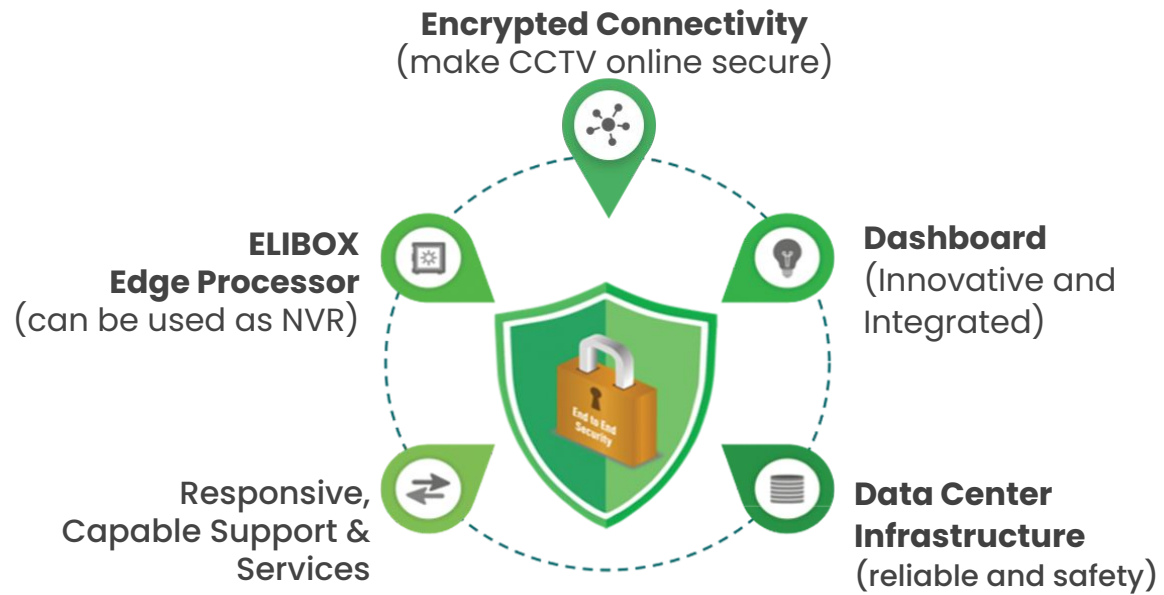 Encrypted Connectivity
(make CCTV online secure)
ELIBOX
Edge Processor
(can be used as NVR)
Dashboard
(Innovative and
Integrated)
End to End
Security
Responsive,
Capable Support &
Services
Data Center
Infrastructure
(reliable and safety)